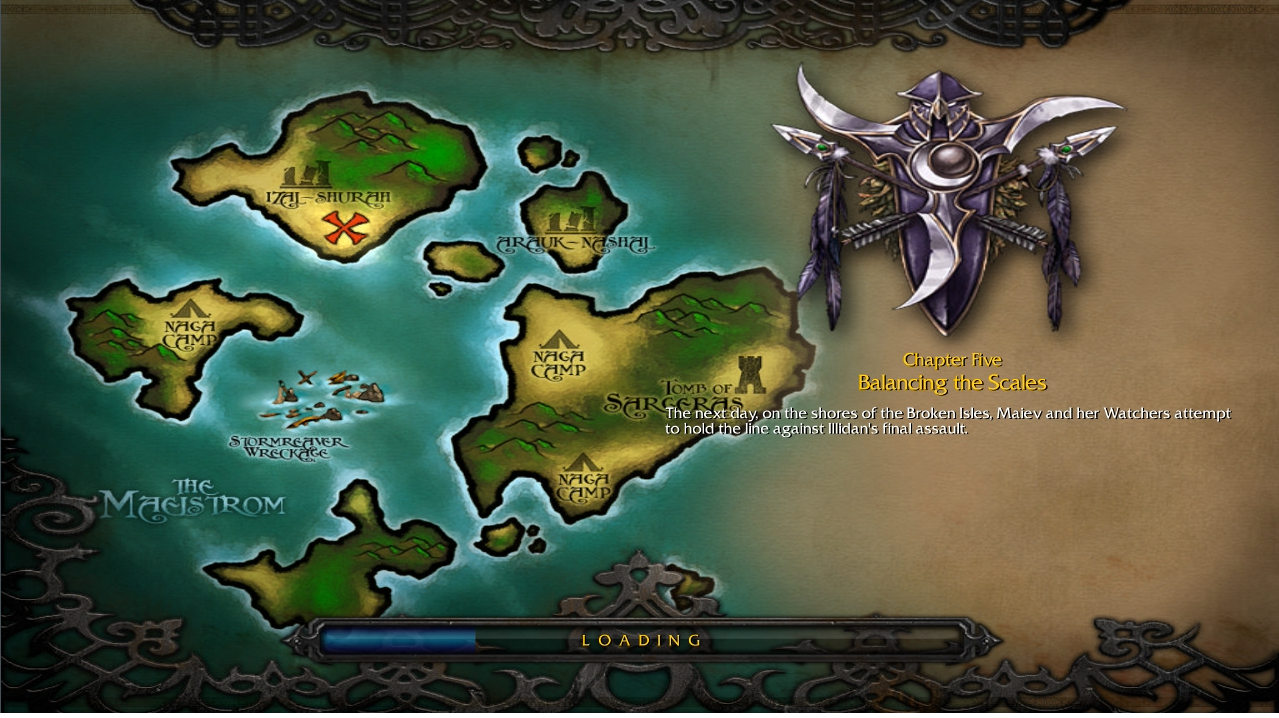 IZAL-SHURAH
ARAUK-NASHAL
NAGA
CAMP
NAGA
CAMP
TOMB OF
SARGERAS
STORMREAVER
WRECKAGE
NAGA
CAMP
THE
MAELSTROM
Chapter Five
Balancing the Scales
The next day, on the shores of the Broken Isles, Maiev and her Watchers attempt
to hold the line against Illidan's final assault.
LOADING